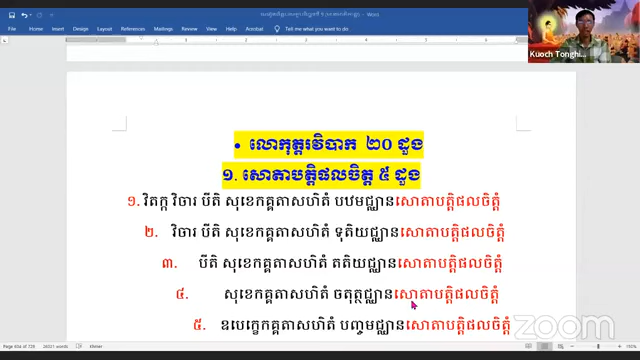 File Home Insert Design Layout References Mailings Review View Help Acrobat Tell me what you want to do
Kuoch Tonghi
• លោកុត្តរវិបាក ២០ ដួង
១. សោតាបត្តិផលចិត្ត ៥ ដួង
១. វិតក្ក វិចារ បីតិ សុខេកគ្គតាសហិតំ បឋមជ្ឈានសោតាបត្តិផលចិត្តំ
២. វិចារ បីតិ សុខេកគ្គតាសហិតំ ទុតិយជ្ឈានសោតាបត្តិផលចិត្តំ
៣. បីតិ សុខេកគ្គតាសហិតំ តតិយជ្ឈានសោតាបត្តិផលចិត្តំ
៤. សុខេកគ្គតាសហិតំ ចតុត្ថជ្ឈានសោតាបត្តិផលចិត្តំ
៥. ឧបេក្ខេកគ្គតាសហិតំ បញ្ចមជ្ឈានសោតាបត្តិផលចិត្តំ
zoom
Khmer